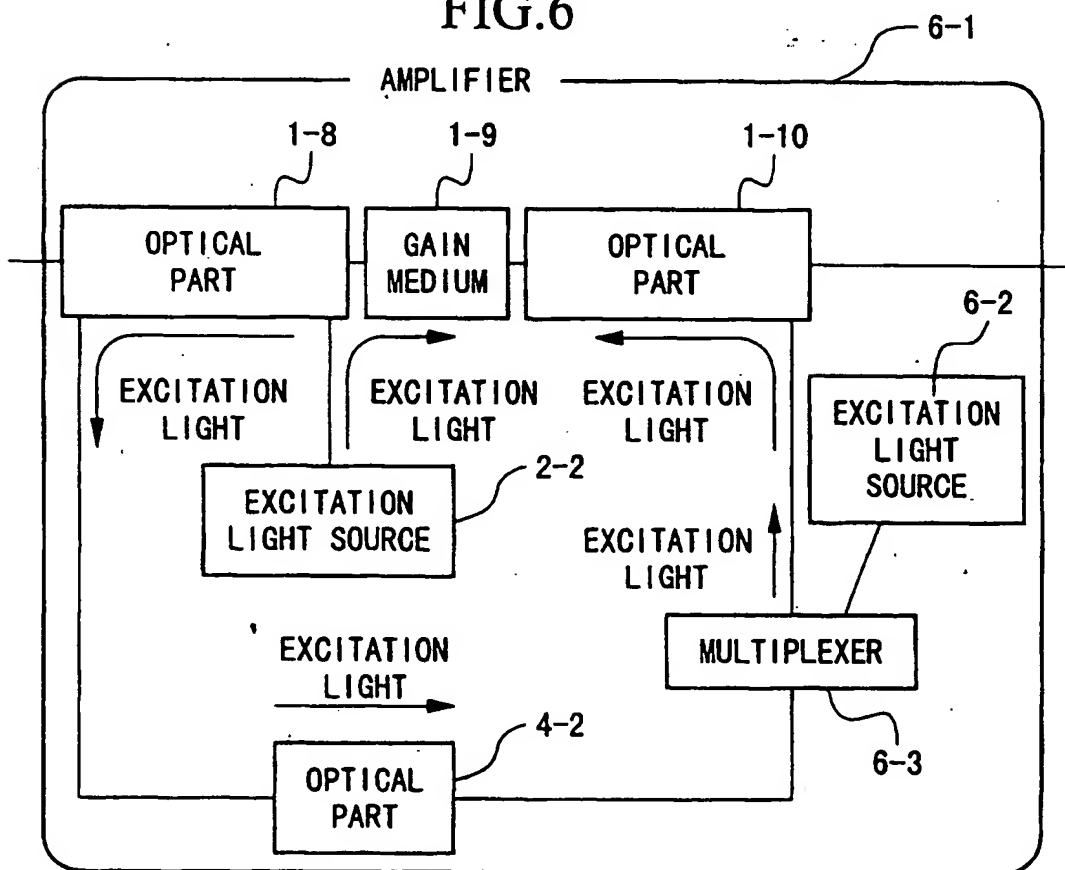 FIG.6
6-1
AMPLIFIER
1-8
1-9
1-10
OPTICAL
PART
GAIN
MEDIUM
OPTICAL
PART
6-2
EXCITATION
LIGHT
EXCITATION
LIGHT
EXCITATION
LIGHT
EXCITATION
LIGHT
SOURCE
2-2
EXCITATION
LIGHT SOURCE
EXCITATION
LIGHT
MULTIPLEXER
EXCITATION
LIGHT
4-2
6-3
OPTICAL
PART